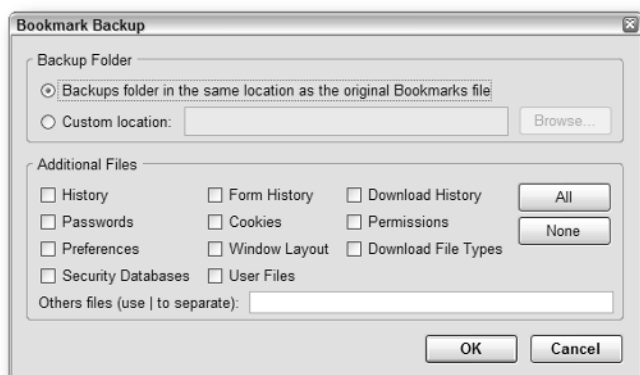 Bookmark Backup
Backup Folder
Backups folder in the same location as the original Bookmarks file
Custom location:
Browse...
Additional Files
History Form History Download History All
Passwords Cookies Permissions None
Preferences Window Layout Download File Types
Security Databases User Files
Others files (use | to separate):
OK Cancel